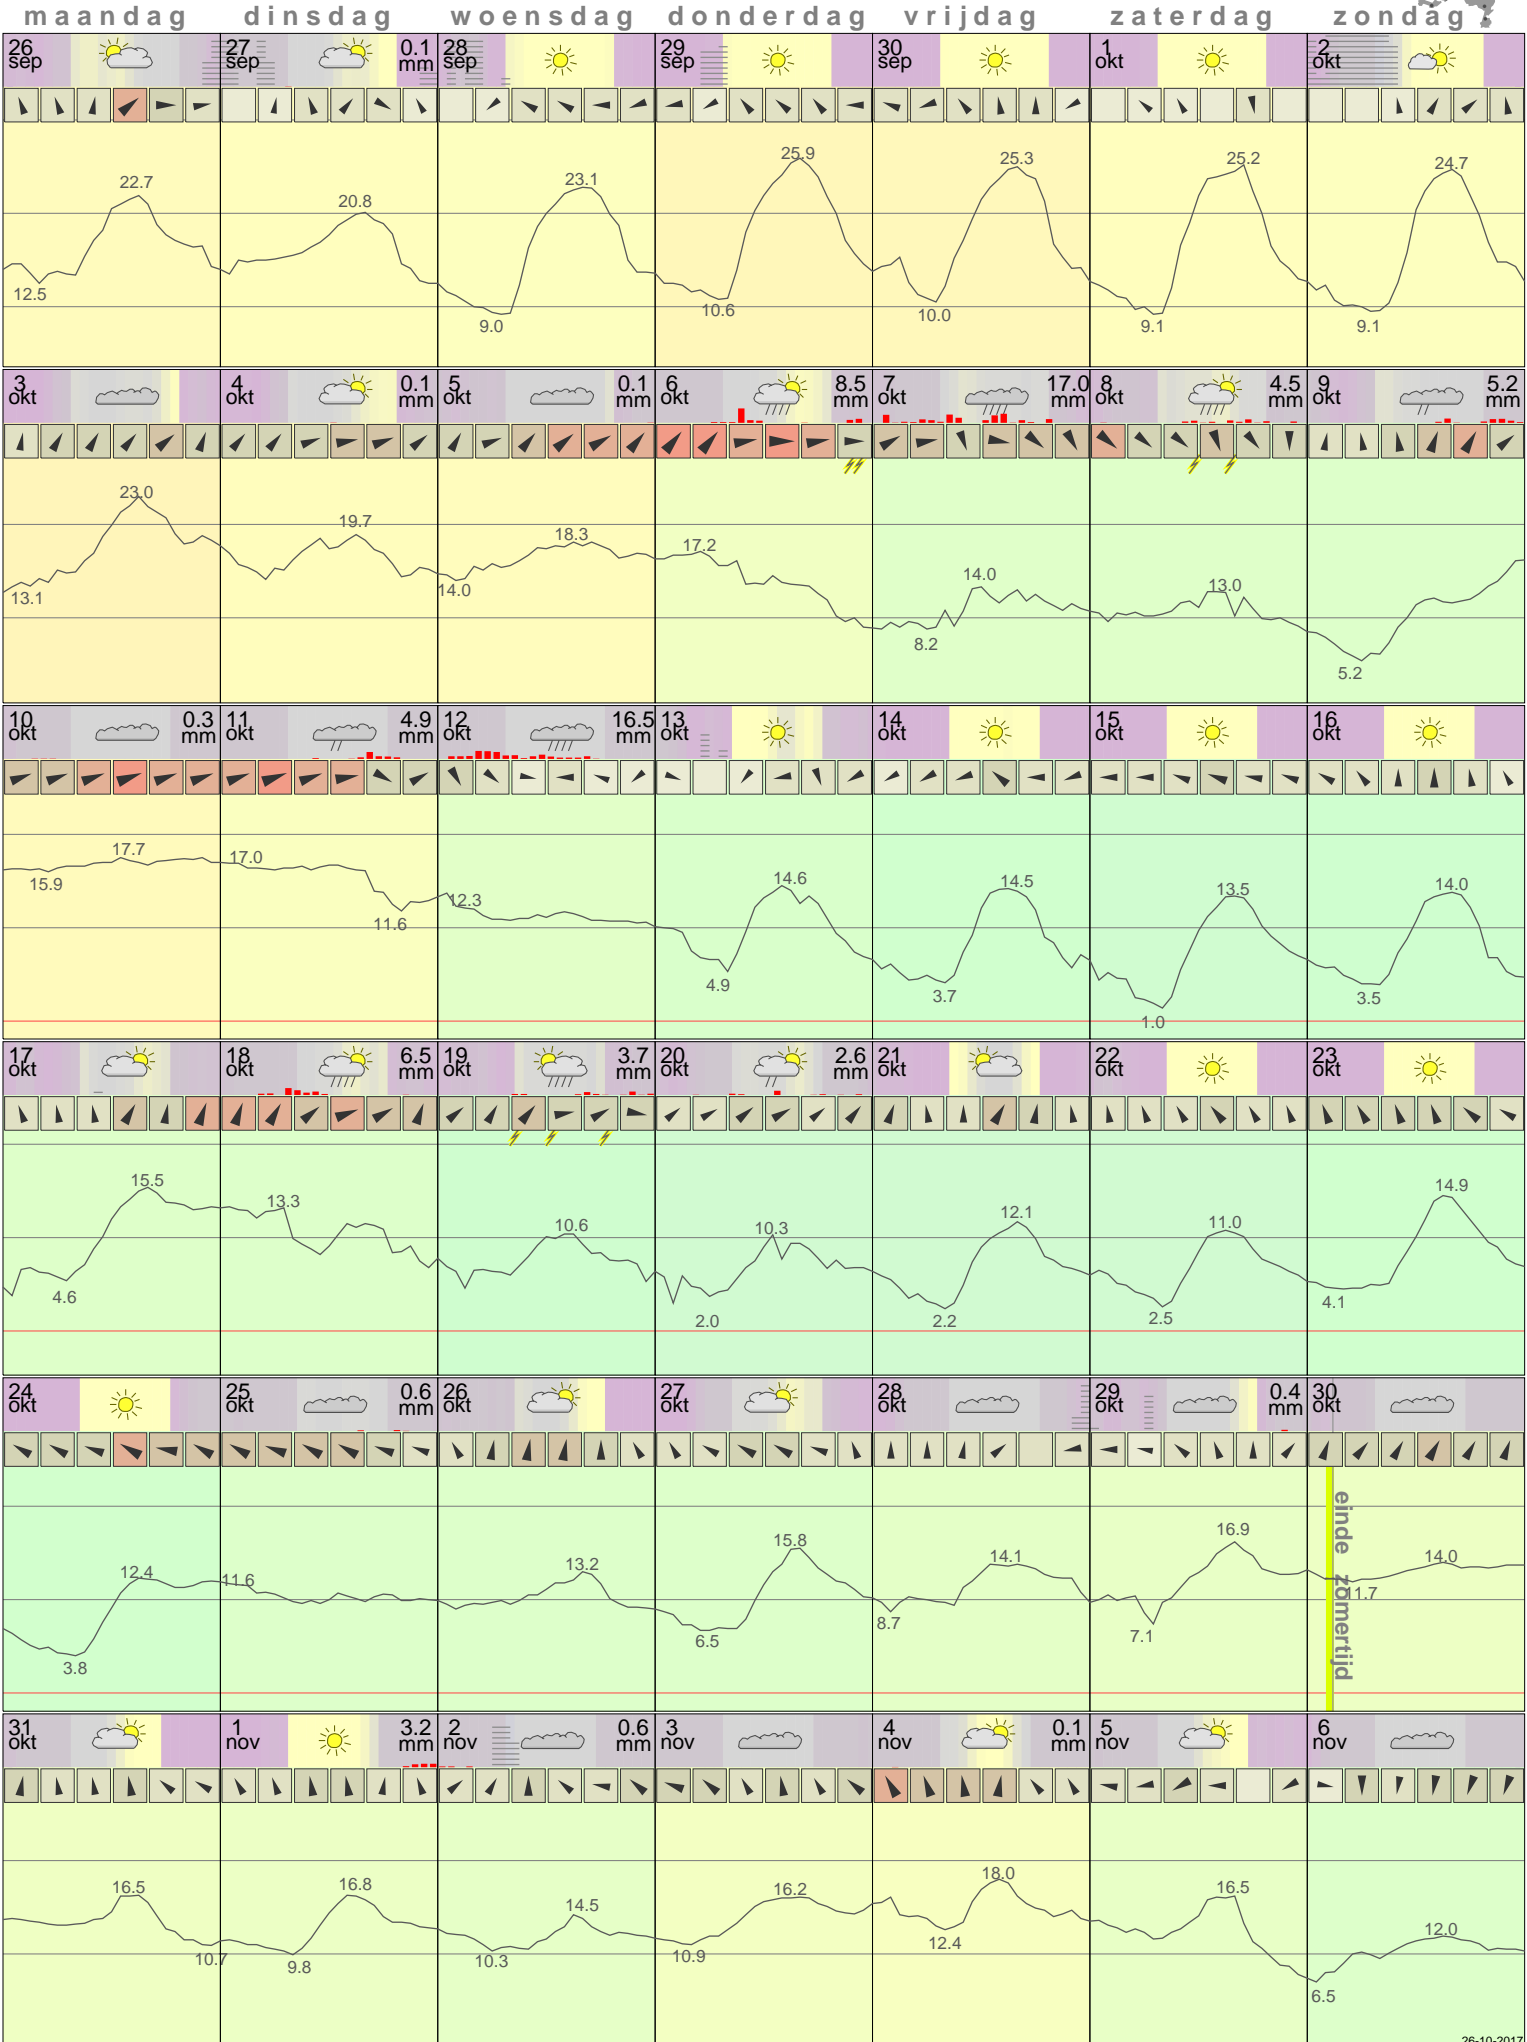 maandag dinsdag woensdag donderdag vrijdag zaterdag zondag
26 27 0.1 28 29 30 1 2
sep sep mm sep sep sep okt okt
25.9 25.3 25.2 24.7
22.7 20.8 23.1
12.5 9.0 10.6 10.0 9.1 9.1
3 4 0.1 5 0.1 6 8.5 7 17.0 8 4.5 9 5.2
okt okt mm okt mm okt mm okt mm okt mm okt mm
23.0 19.7 18.3 17.2 14.0 13.0
13.1 14.0 8.2 5.2
10 0.3 11 4.9 12 16.5 13 14 15 16
okt mm okt mm okt mm okt okt okt okt
17.7 17.0 12.3 14.6 14.5 13.5 14.0
15.9 11.6 4.9 3.7 1.0 3.5
17 18 6.5 19 3.7 20 2.6 21 22 23
okt okt mm okt mm okt mm okt okt okt
15.5 13.3 10.6 10.3 12.1 11.0 14.9
4.6 2.0 2.2 2.5 4.1
24 25 0.6 26 27 28 29 0.4 30
okt okt mm okt okt okt okt mm okt
12.4 11.6 13.2 15.8 14.1 16.9 14.0
3.8 6.5 8.7 7.1 11.7
einde zomertijd
31 1 3.2 2 0.6 3 4 0.1 5 6
okt nov mm nov mm nov nov mm nov nov
16.5 16.8 14.5 16.2 18.0 16.5 12.0
10.7 9.8 10.3 10.9 12.4 6.5
26-10-2017